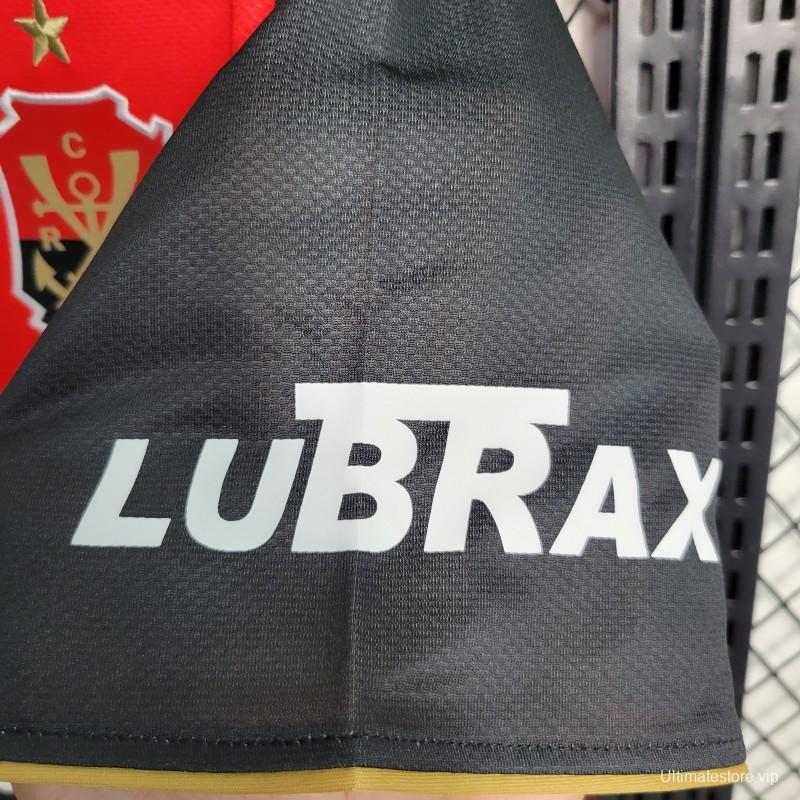 C
R
LUBRAX
Ultimatestore.vip